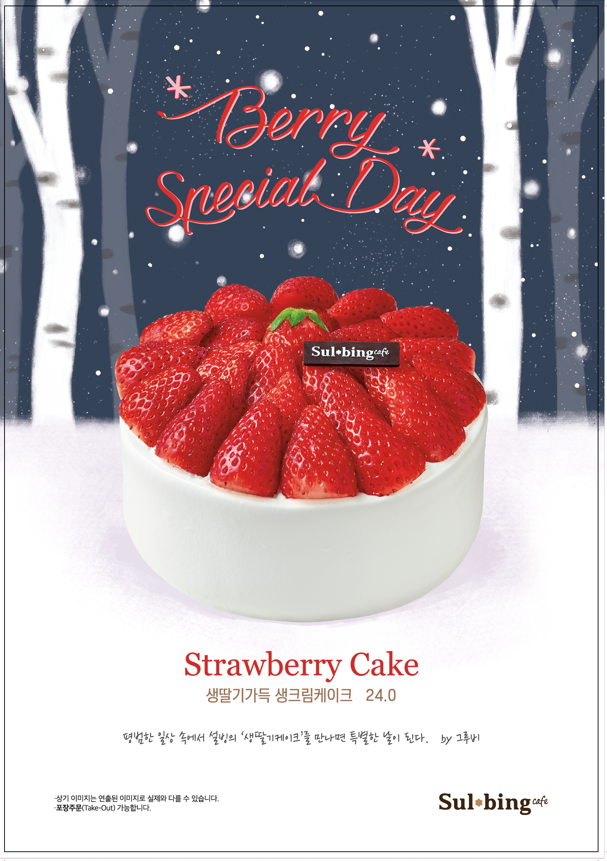 Berry
Special Day
Sul*bing cafe
Strawberry Cake
생딸기가득 생크림케이크 24.0
평범한 일상 속에서 설빙의 '생딸기케이크'를 만나면 특별한 날이 된다. by 그루비
·상기 이미지는 연출된 이미지로 실제와 다를 수 있습니다.
·포장주문(Take-Out) 가능합니다.
Sul*bing cafe